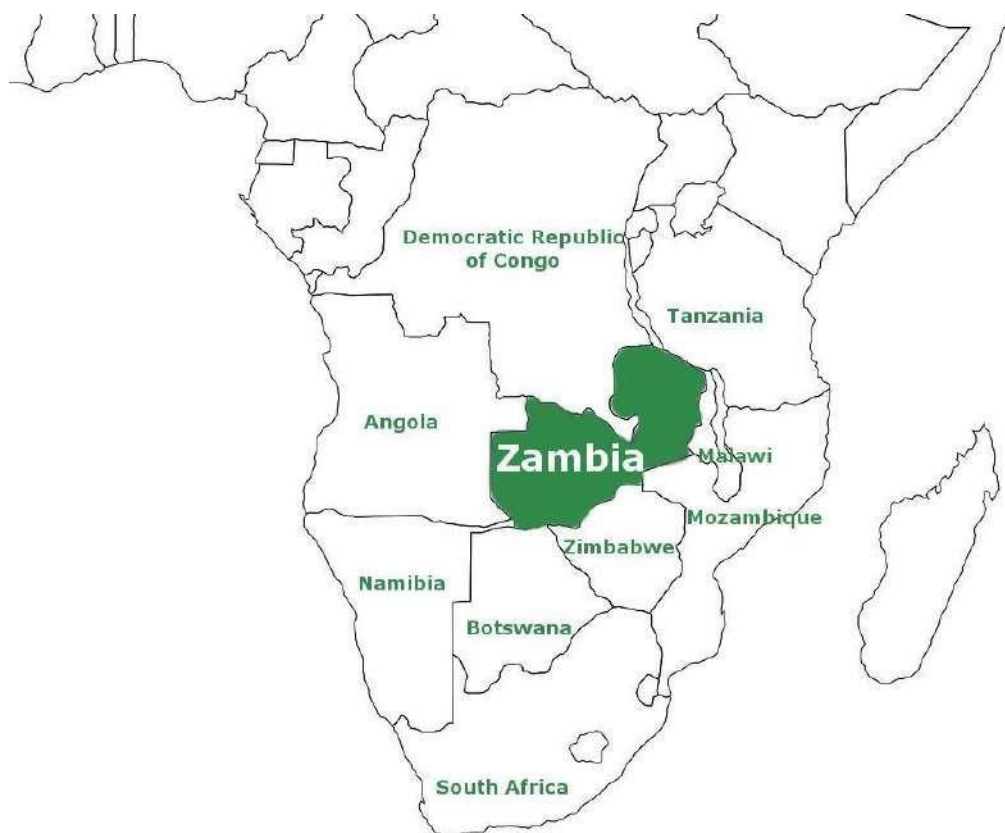 Democratic Republic
of Congo
Tanzania
Angola
Zambia
Malawi
Mozambique
Zimbabwe
Namibia
Botswana
South Africa